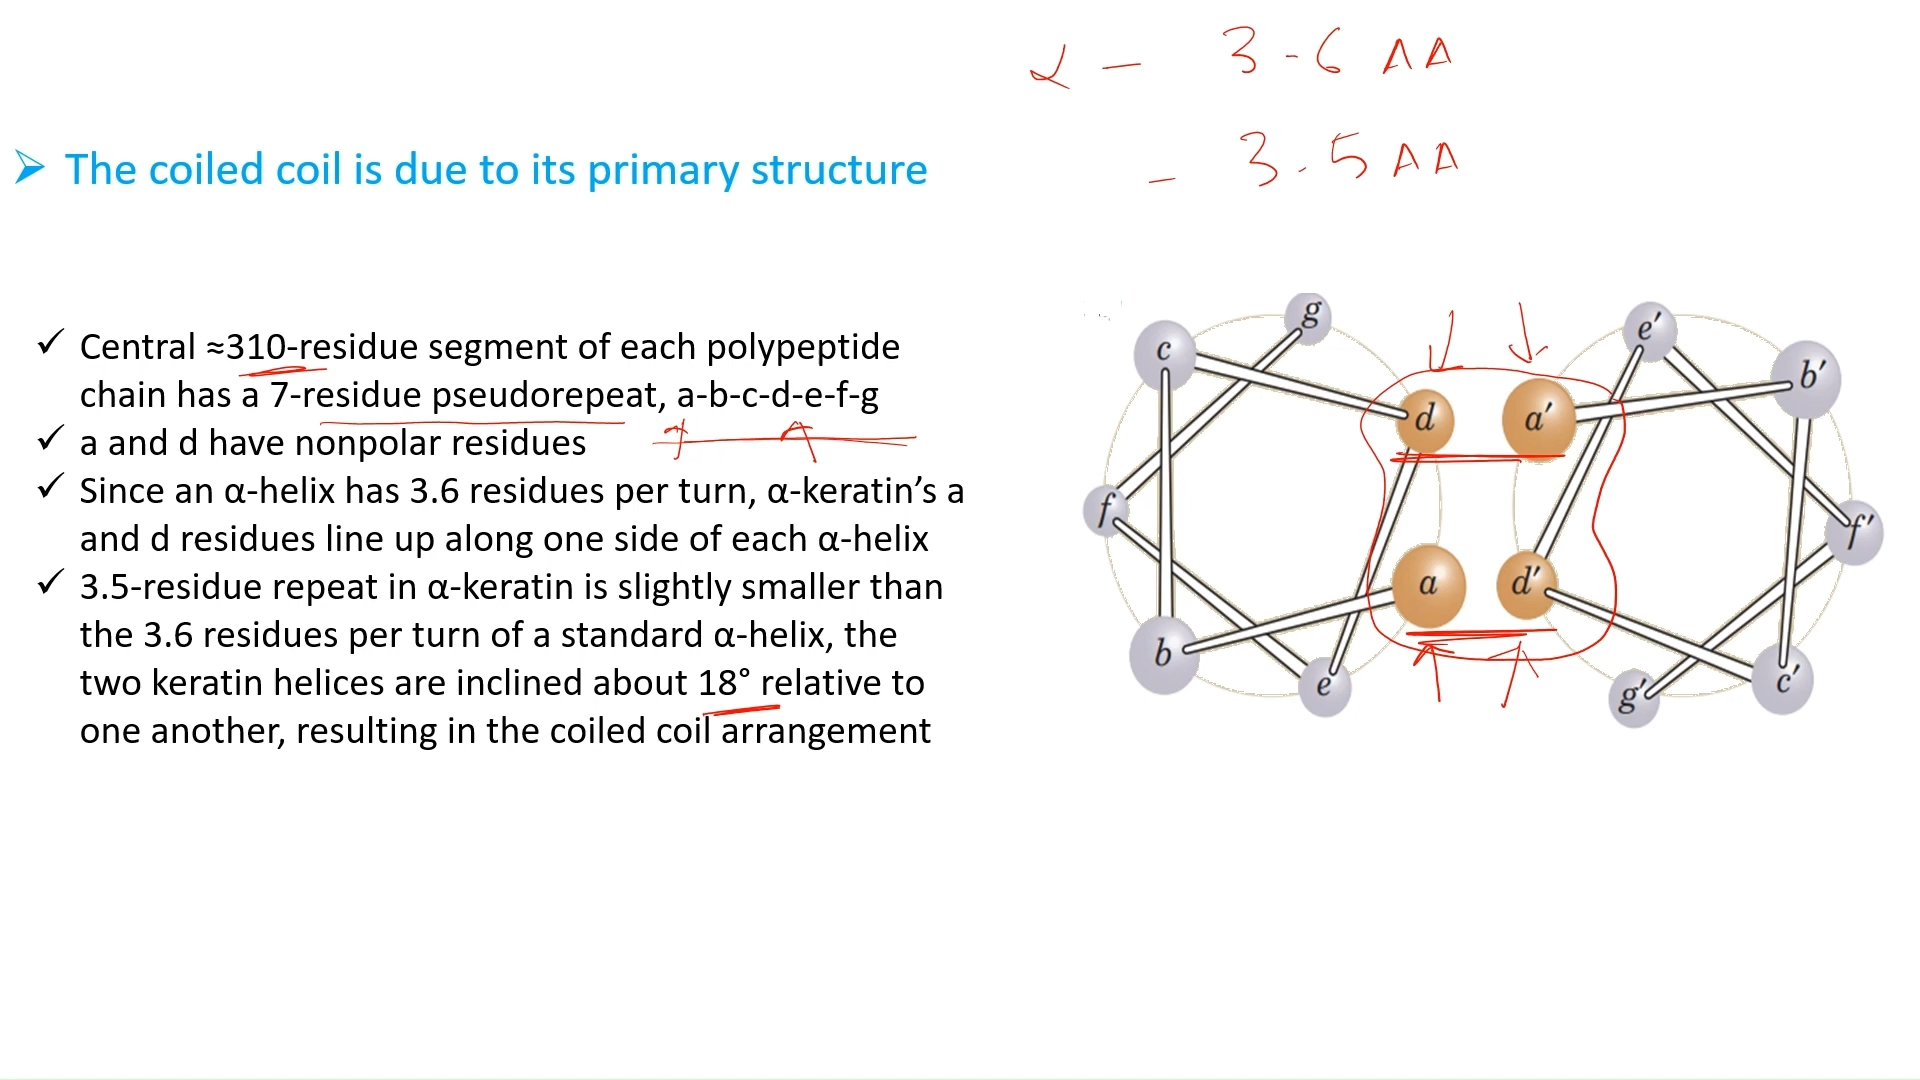 α – 3.6 AA
– 3.5 AA
➢ The coiled coil is due to its primary structure
✓ Central ≈310-residue segment of each polypeptide
chain has a 7-residue pseudorepeat, a-b-c-d-e-f-g
✓ a and d have nonpolar residues
✓ Since an α-helix has 3.6 residues per turn, α-keratin’s a
and d residues line up along one side of each α-helix
✓ 3.5-residue repeat in α-keratin is slightly smaller than
the 3.6 residues per turn of a standard α-helix, the
two keratin helices are inclined about 18° relative to
one another, resulting in the coiled coil arrangement
g
c
d
f
a
b
e
e′
b′
a′
f′
d′
c′
g′